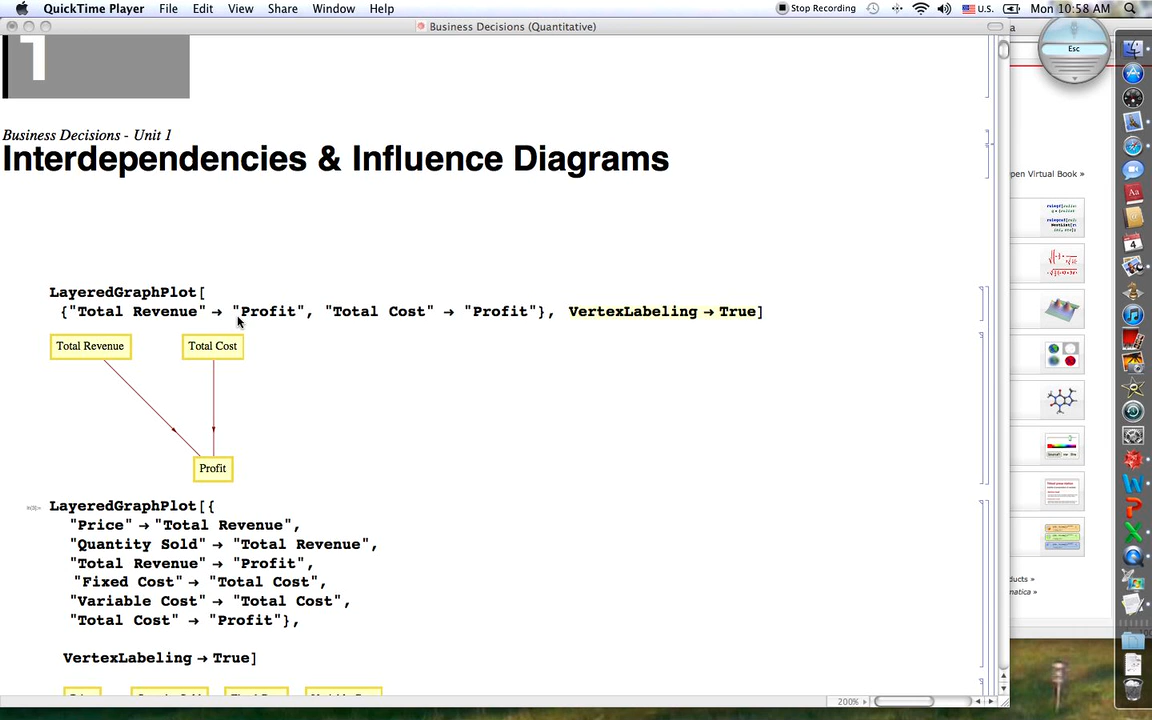 QuickTime Player File Edit View Share Window Help Stop Recording U.S. Mon 10:58 AM
Business Decisions (Quantitative)
Esc
1
Business Decisions - Unit 1
Interdependencies & Influence Diagrams
pen Virtual Book »
LayeredGraphPlot[
{"Total Revenue" → "Profit", "Total Cost" → "Profit"}, VertexLabeling → True]
Total Revenue Total Cost
Profit
LayeredGraphPlot[{
"Price" → "Total Revenue",
"Quantity Sold" → "Total Revenue",
"Total Revenue" → "Profit",
"Fixed Cost" → "Total Cost",
"Variable Cost" → "Total Cost",
"Total Cost" → "Profit"},
VertexLabeling → True]
ducts »
matica »
200%